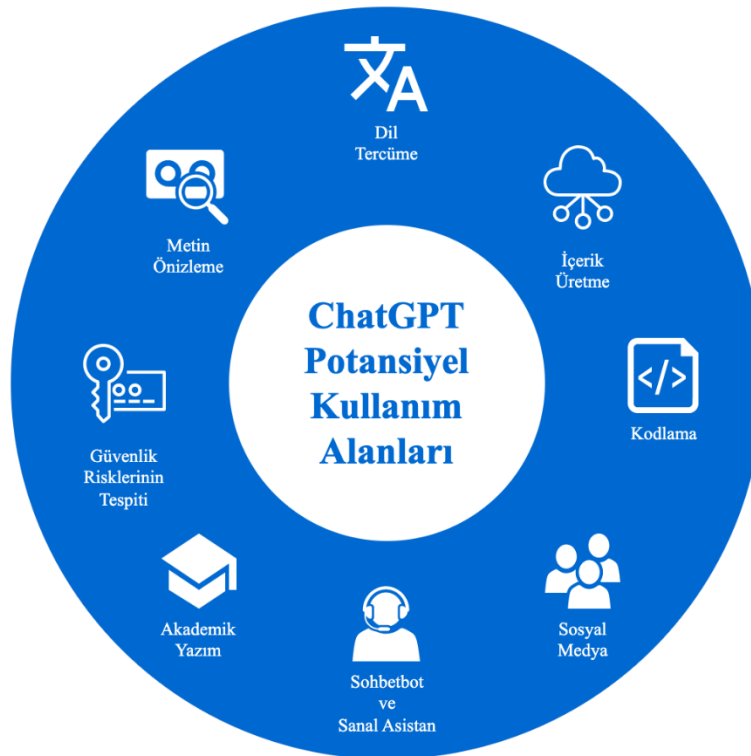 Dil
Tercüme
İçerik
Üretme
Kodlama
Sosyal
Medya
Sohbetbot
ve
Sanal Asistan
Akademik
Yazım
Güvenlik
Risklerinin
Tespiti
Metin
Önizleme
ChatGPT
Potansiyel
Kullanım
Alanları